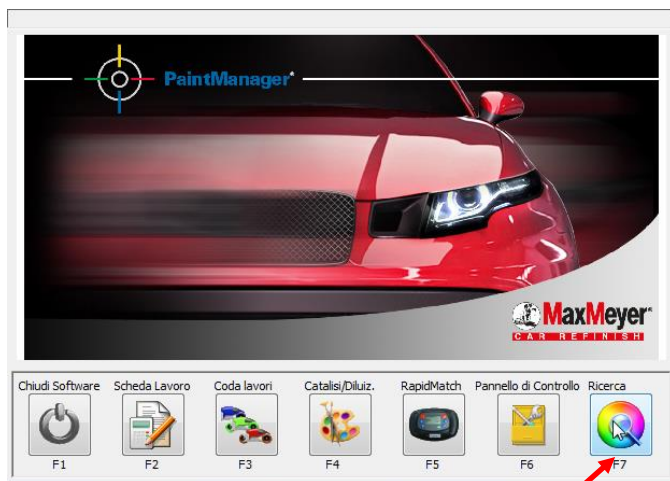 PaintManager®
MaxMeyer®
CAR REFINISH
Chiudi Software Scheda Lavoro Coda lavori Catalisi/Diluiz. RapidMatch Pannello di Controllo Ricerca
F1 F2 F3 F4 F5 F6 F7